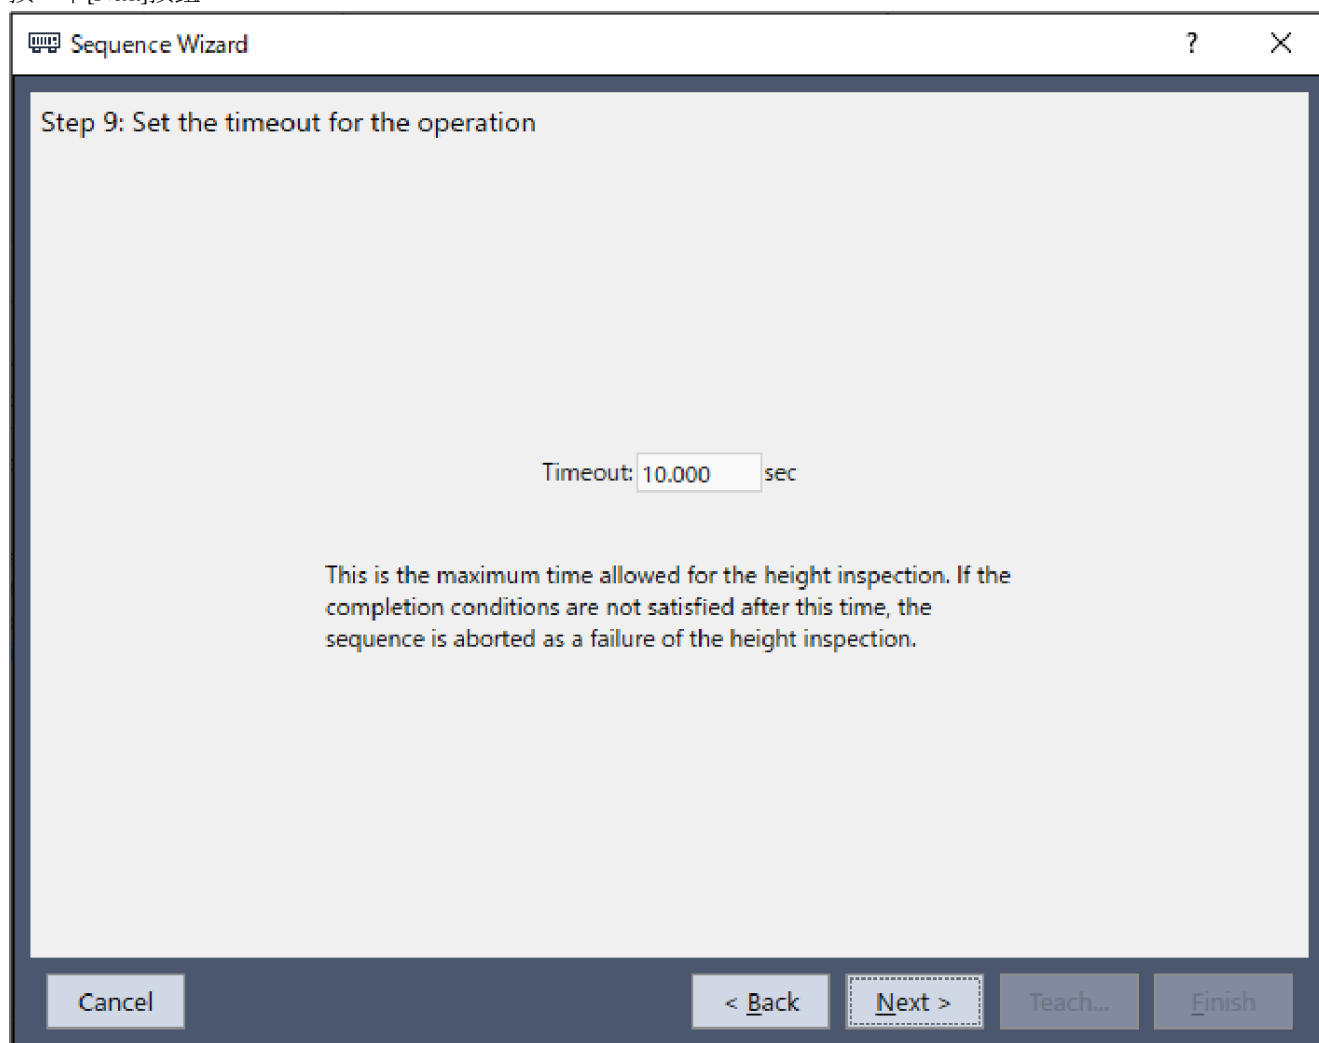 Sequence Wizard
?
Step 9: Set the timeout for the operation
Timeout: 10.000 sec
This is the maximum time allowed for the height inspection. If the
completion conditions are not satisfied after this time, the
sequence is aborted as a failure of the height inspection.
Cancel
< Back
Next >
Teach...
Finish